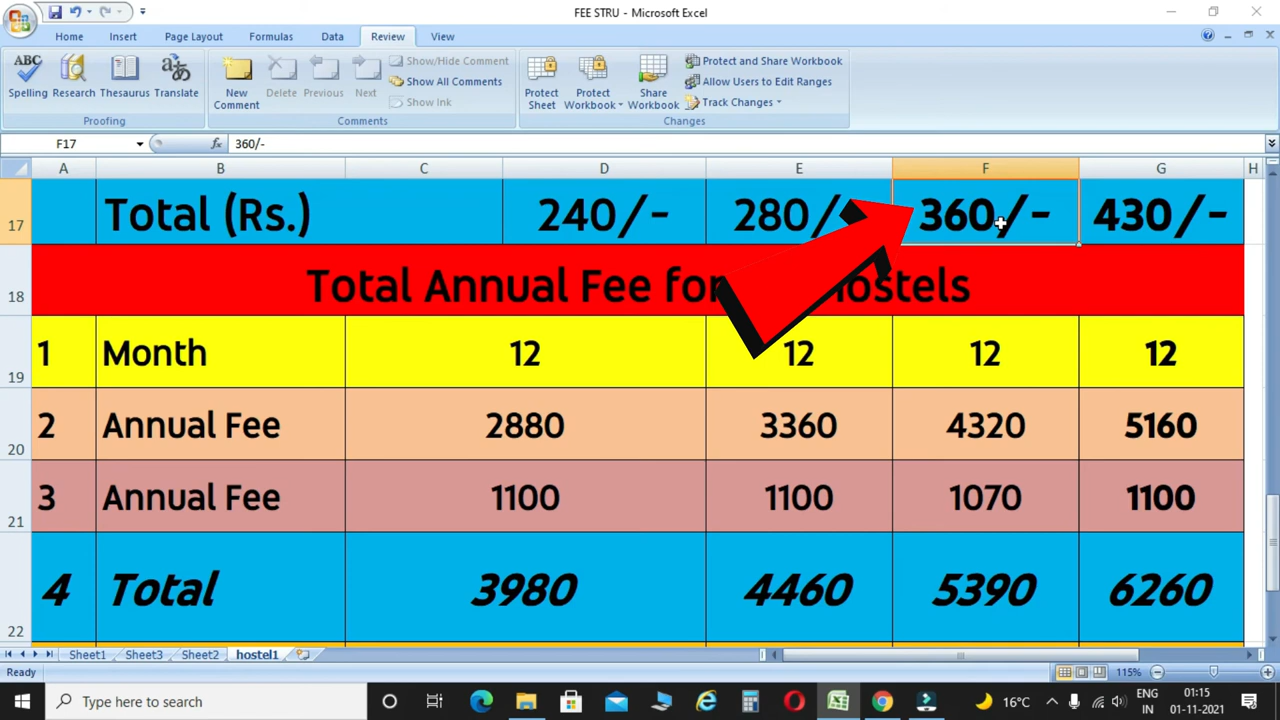 FEE STRU - Microsoft Excel
Home Insert Page Layout Formulas Data Review View
ABC
Spelling Research Thesaurus Translate
Proofing
New Comment
Delete Previous Next
Show/Hide Comment
Show All Comments
Show Ink
Comments
Protect Sheet
Protect Workbook
Share Workbook
Protect and Share Workbook
Allow Users to Edit Ranges
Track Changes
Changes
F17 fx 360/-
A B C D E F G H
17 Total (Rs.) 240/- 280/ 360/- 430/-
18 Total Annual Fee for hostels
19 1 Month 12 12 12 12
20 2 Annual Fee 2880 3360 4320 5160
21 3 Annual Fee 1100 1100 1070 1100
22 4 Total 3980 4460 5390 6260
Sheet1 Sheet3 Sheet2 hostel1
Ready 115%
Type here to search 16°C ENG IN 01:15 01-11-2021